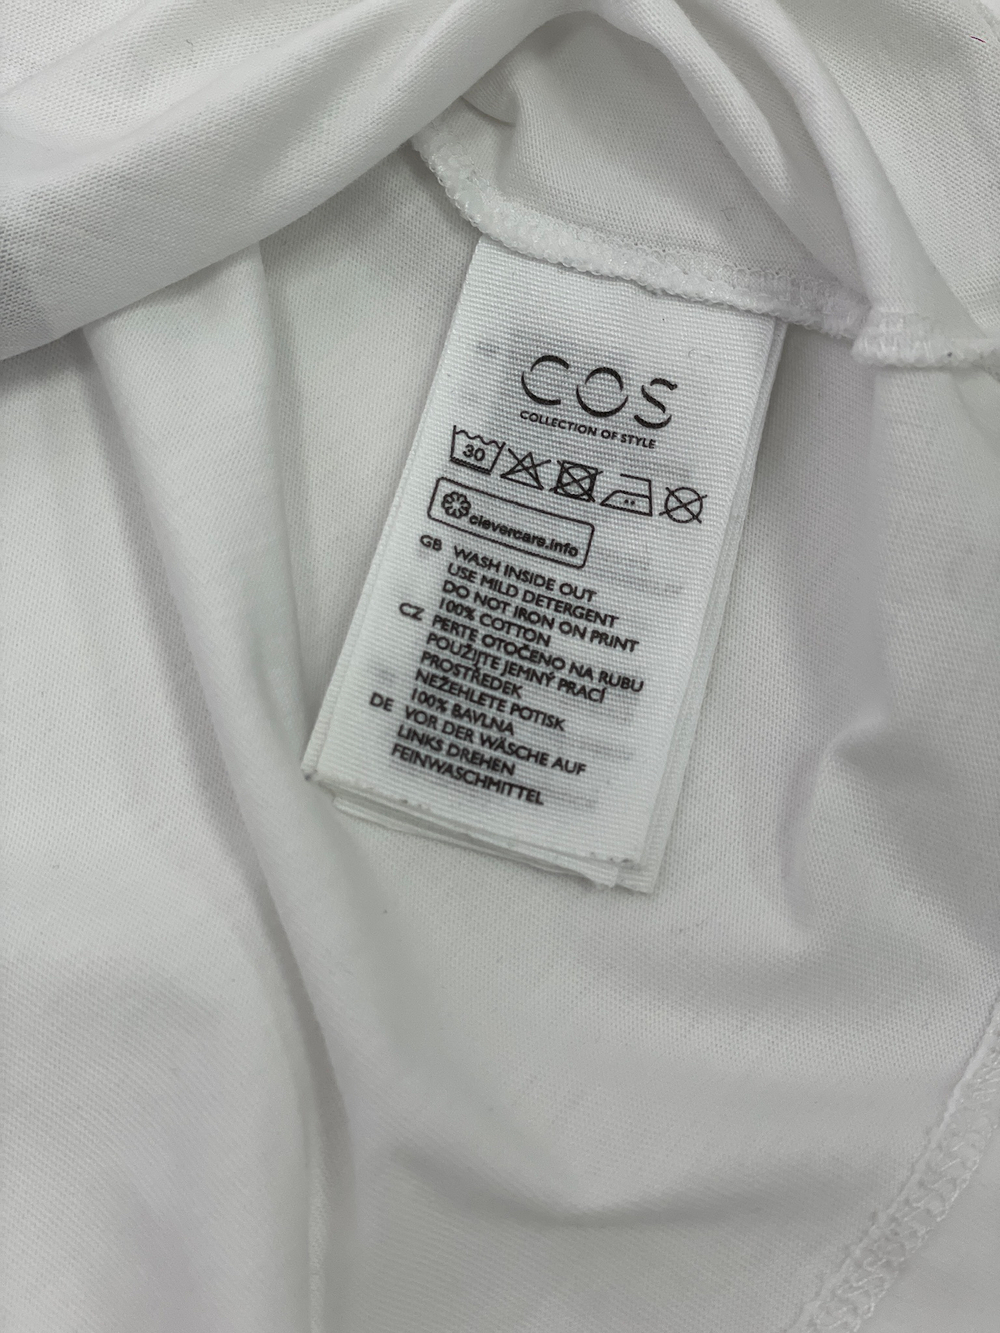 COS
COLLECTION OF STYLE
30
clevercare.info
GB WASH INSIDE OUT
USE MILD DETERGENT
DO NOT IRON ON PRINT
100% COTTON
CZ PERTE OTOČENO NA RUBU
POUŽIJTE JEMNÝ PRACÍ
PROSTŘEDEK
NEŽEHLETE POTISK
100% BAVLNA
DE VOR DER WÄSCHE AUF
LINKS DREHEN
FEINWASCHMITTEL